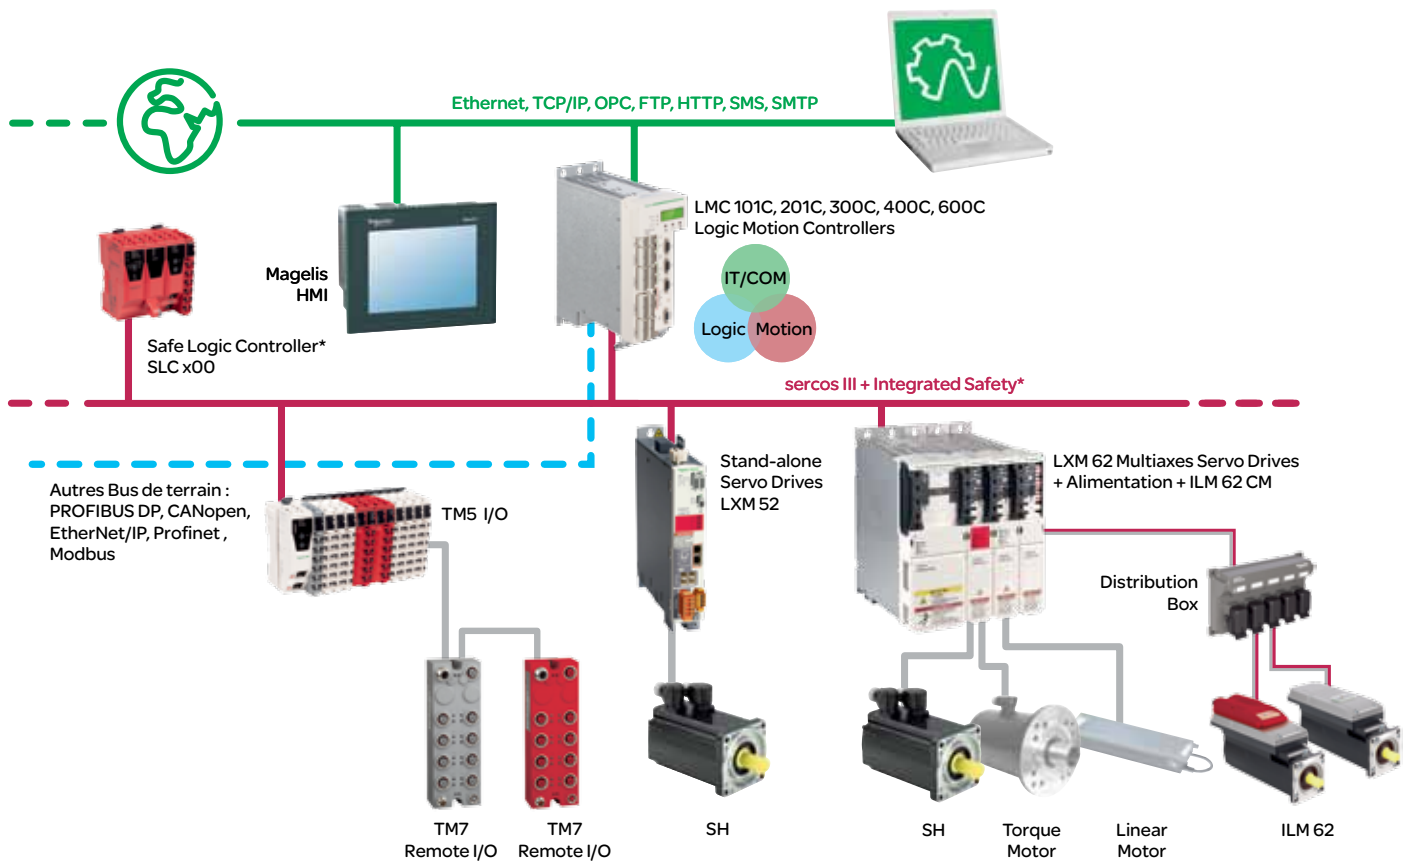 Ethernet, TCP/IP, OPC, FTP, HTTP, SMS, SMTP
LMC 101C, 201C, 300C, 400C, 600C
Logic Motion Controllers
IT/COM
Logic
Motion
Magelis
HMI
Safe Logic Controller*
SLC x00
sercos III + Integrated Safety*
Autres Bus de terrain :
PROFIBUS DP, CANopen,
EtherNet/IP, Profinet ,
Modbus
TM5 I/O
Stand-alone
Servo Drives
LXM 52
LXM 62 Multiaxes Servo Drives
+ Alimentation + ILM 62 CM
Distribution
Box
TM7
Remote I/O
TM7
Remote I/O
SH
SH
Torque
Motor
Linear
Motor
ILM 62